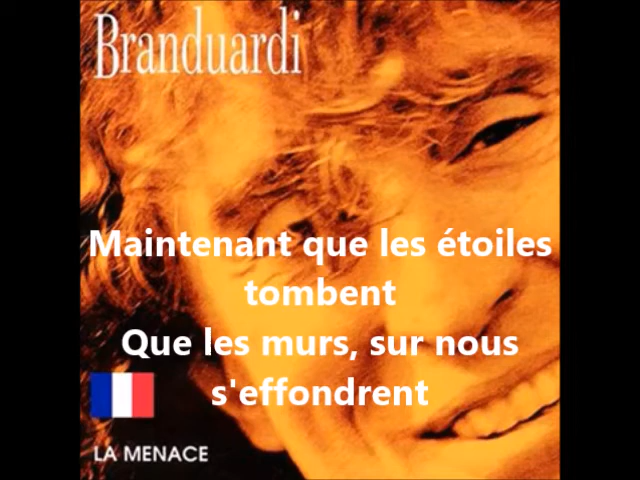 Branduardi
Maintenant que les étoiles
tombent
Que les murs, sur nous
s'effondrent
LA MENACE